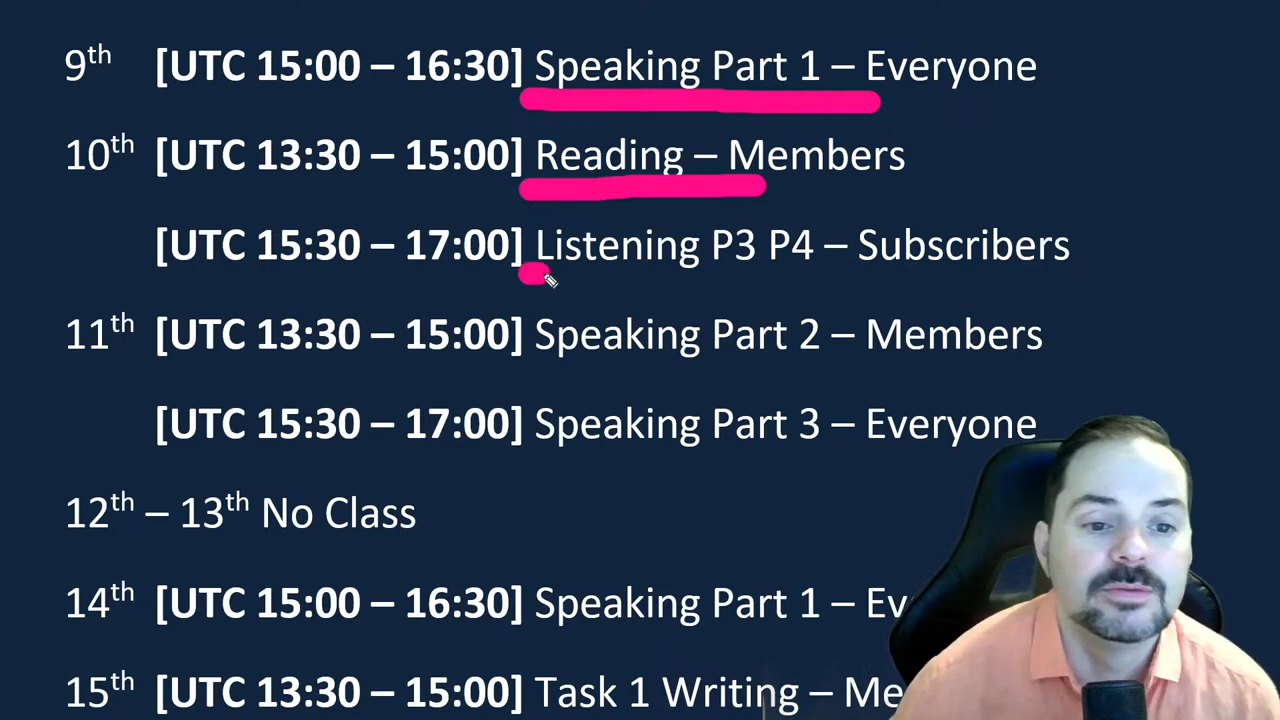 9th [UTC 15:00 – 16:30] Speaking Part 1 – Everyone
10th [UTC 13:30 – 15:00] Reading – Members
[UTC 15:30 – 17:00] Listening P3 P4 – Subscribers
11th [UTC 13:30 – 15:00] Speaking Part 2 – Members
[UTC 15:30 – 17:00] Speaking Part 3 – Everyone
12th – 13th No Class
14th [UTC 15:00 – 16:30] Speaking Part 1 –
15th [UTC 13:30 – 15:00] Task 1 Writing –